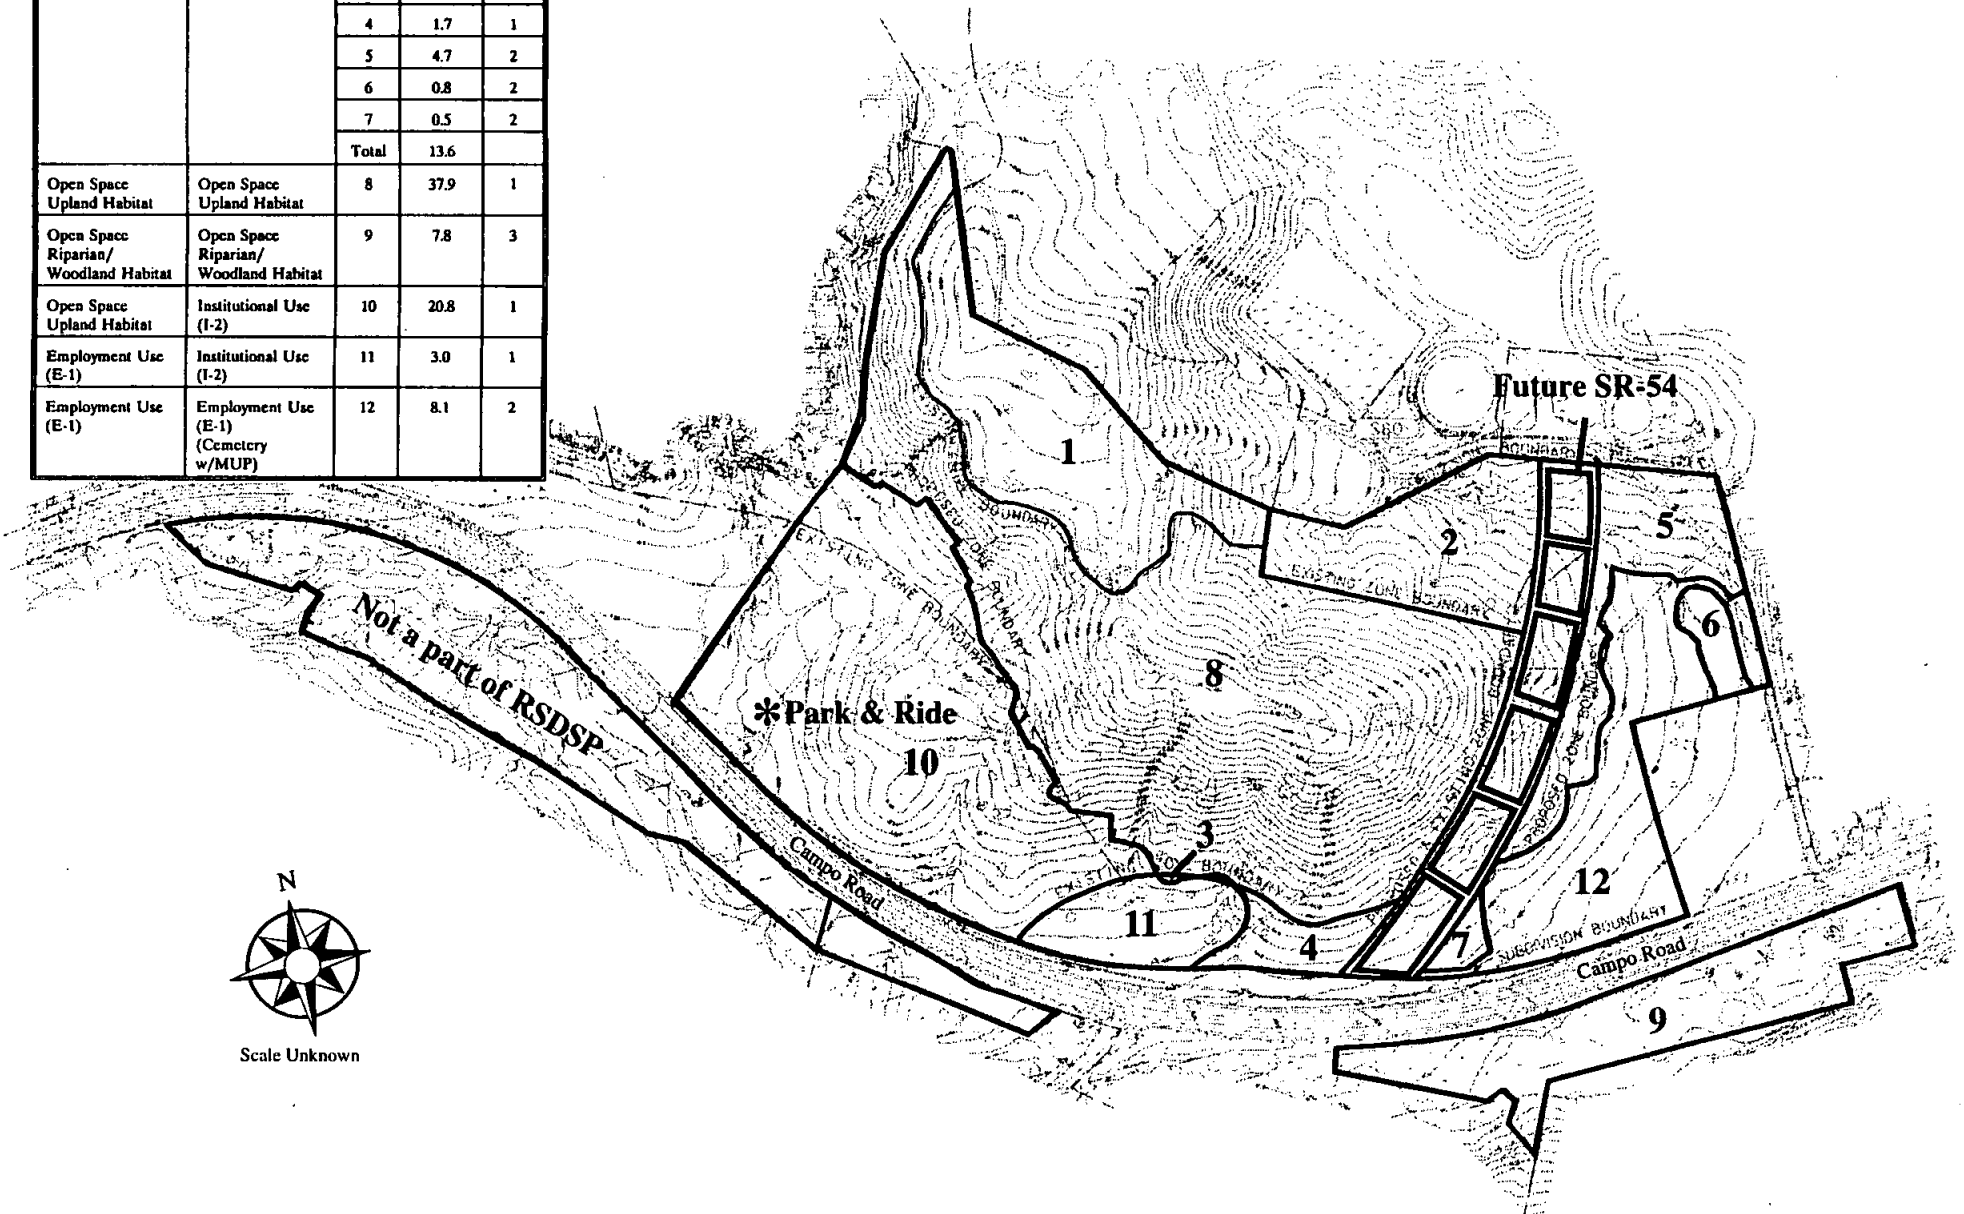 4 1.7 1
5 4.7 2
6 0.8 2
7 0.5 2
Total 13.6
Open Space Open Space 8 37.9 1
Upland Habitat Upland Habitat
Open Space Open Space 9 7.8 3
Riparian/ Riparian/
Woodland Habitat Woodland Habitat
Open Space Institutional Use 10 20.8 1
Upland Habitat (I-2)
Employment Use Institutional Use 11 3.0 1
(E-1) (I-2)
Employment Use Employment Use 12 8.1 2
(E-1) (E-1)
(Cemetery
w/MUP)
Future SR-54
BOUNDARY
1
BOUNDARY
2
5
EXISTING ZONE BOUNDARY
EXISTING ZONE BOUNDARY
BOUNDARY
6
Not a part of RSDSP
8
*Park & Ride
10
3
EXISTING ZONE BOUNDARY
PROPOSED ZONE BOUNDARY
Campo Road
11
4
7
12
SUBDIVISION BOUNDARY
Campo Road
9
N
Scale Unknown